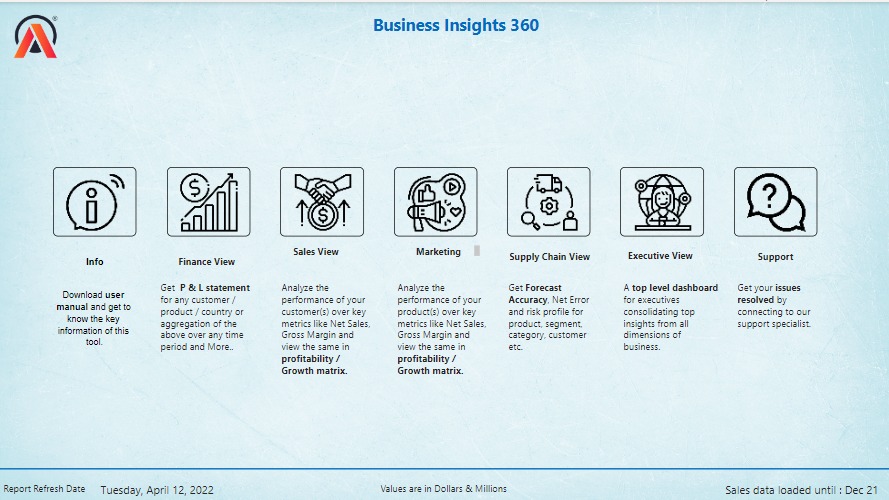 ®
Business Insights 360
$
$
?
Info
Download user
manual and get to
know the key
information of this
tool.
Finance View
Get P & L statement
for any customer /
product / country or
aggregation of the
above over any time
period and More..
Sales View
Analyze the
performance of your
customer(s) over key
metrics like Net Sales,
Gross Margin and
view the same in
profitability /
Growth matrix.
Marketing
Analyze the
performance of your
product(s) over key
metrics like Net Sales,
Gross Margin and
view the same in
profitability /
Growth matrix.
Supply Chain View
Get Forecast
Accuracy, Net Error
and risk profile for
product, segment,
category, customer
etc.
Executive View
A top level dashboard
for executives
consolidating top
insights from all
dimensions of
business.
Support
Get your issues
resolved by
connecting to our
support specialist.
Report Refresh Date Tuesday, April 12, 2022
Values are in Dollars & Millions
Sales data loaded until : Dec 21